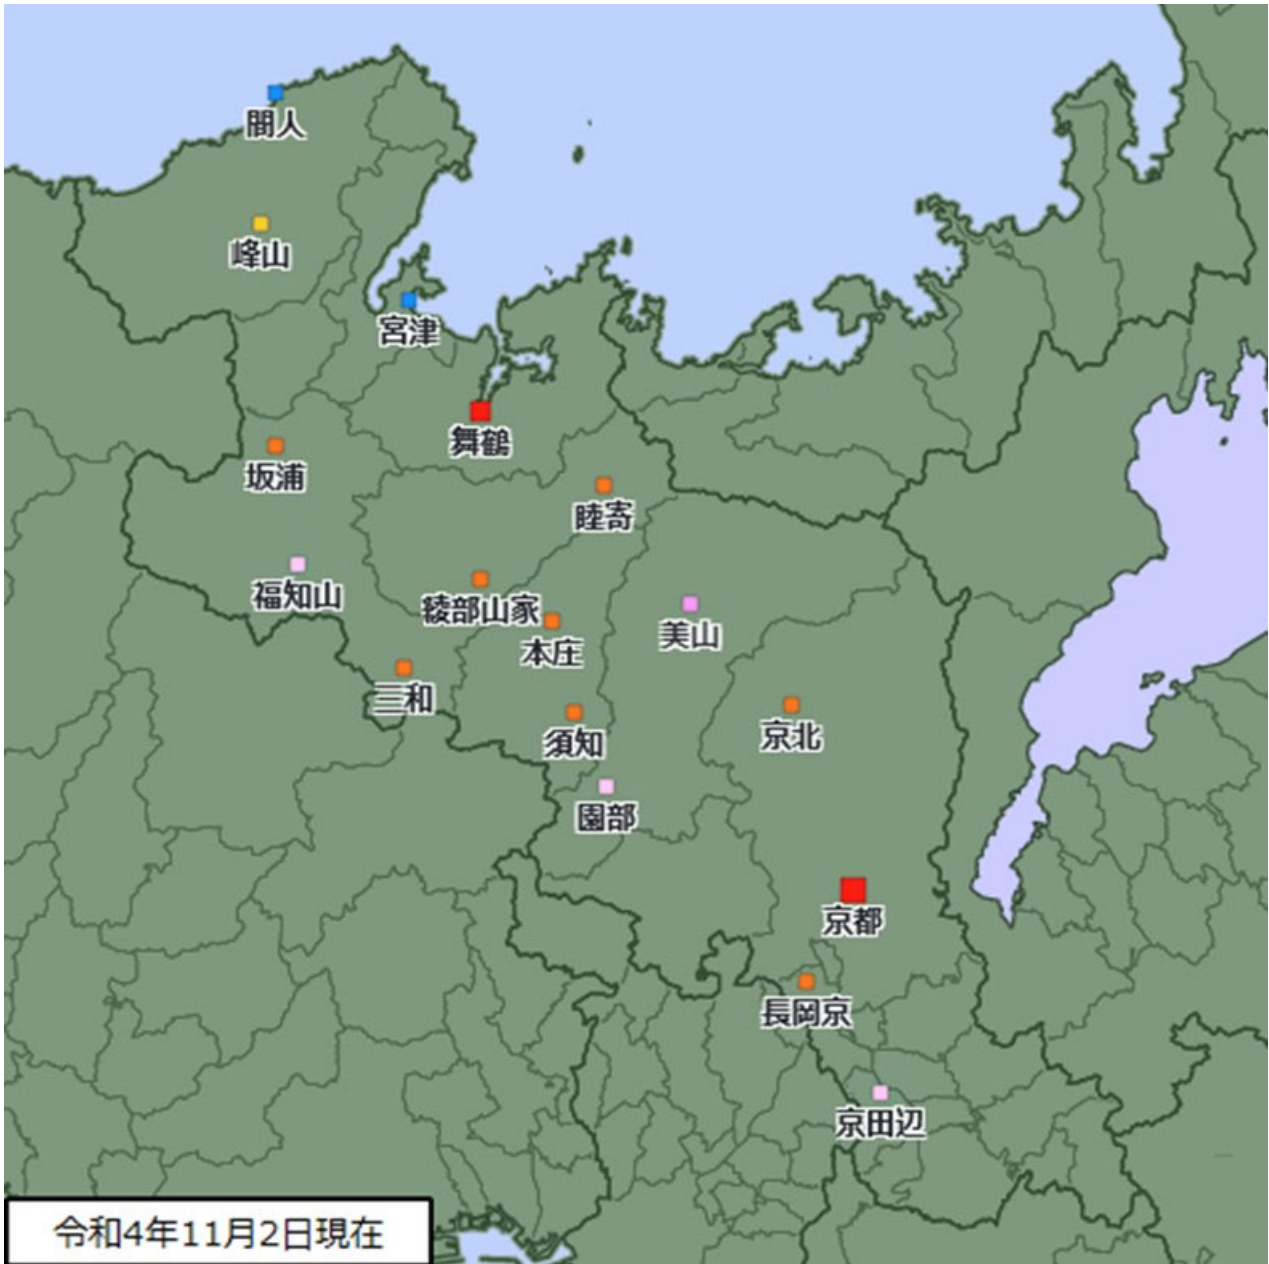 間人
峰山
宮津
舞鶴
坂浦
睦寄
福知山
綾部山家
本庄
美山
三和
京北
須知
園部
京都
長岡京
京田辺
令和4年11月2日現在